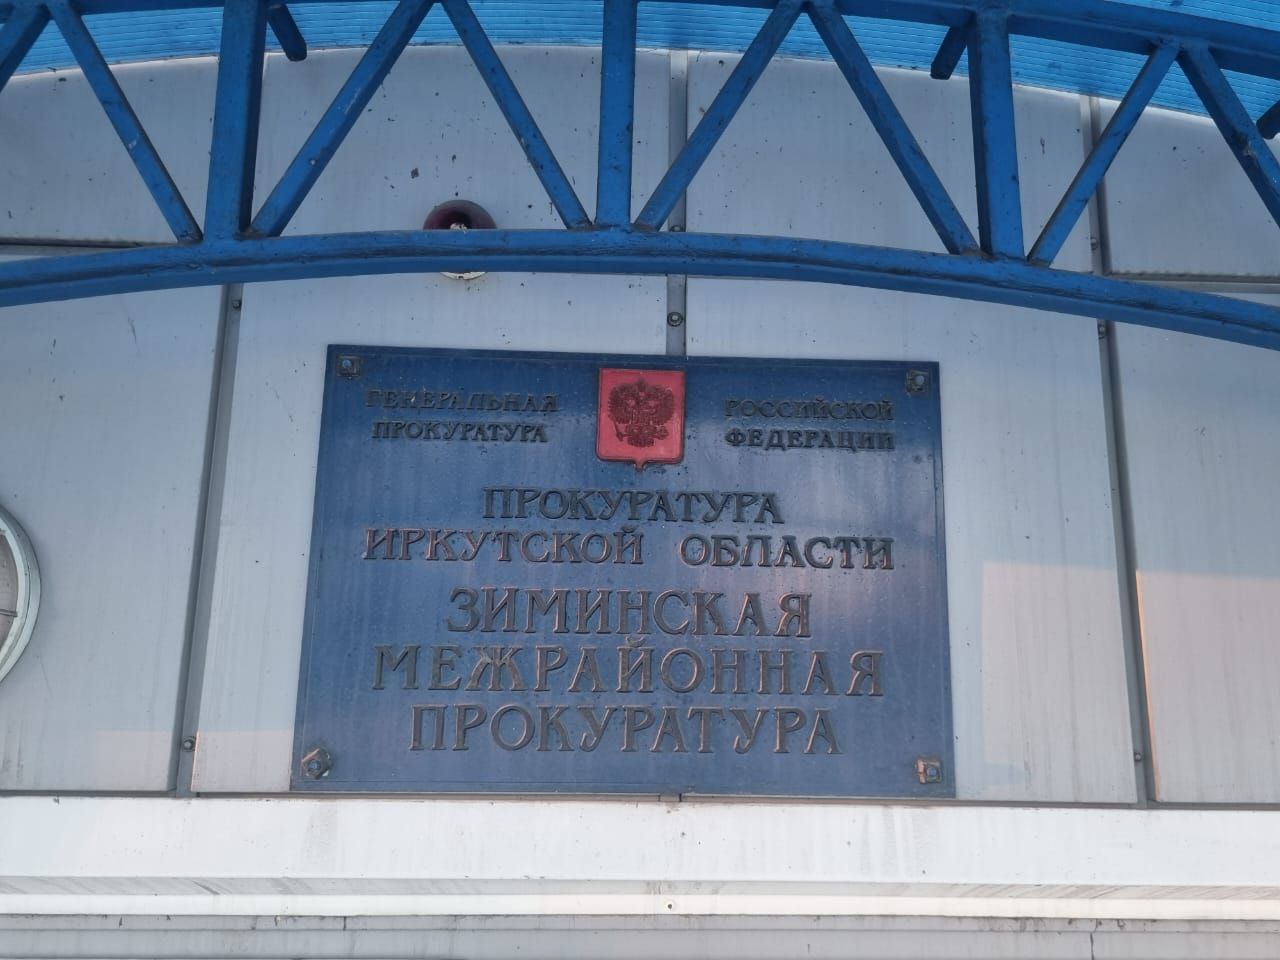 ГЕНЕРАЛЬНАЯ
ПРОКУРАТУРА
РОССИЙСКОЙ
ФЕДЕРАЦИИ
ПРОКУРАТУРА
ИРКУТСКОЙ ОБЛАСТИ
ЗИМИНСКАЯ
МЕЖРАЙОННАЯ
ПРОКУРАТУРА